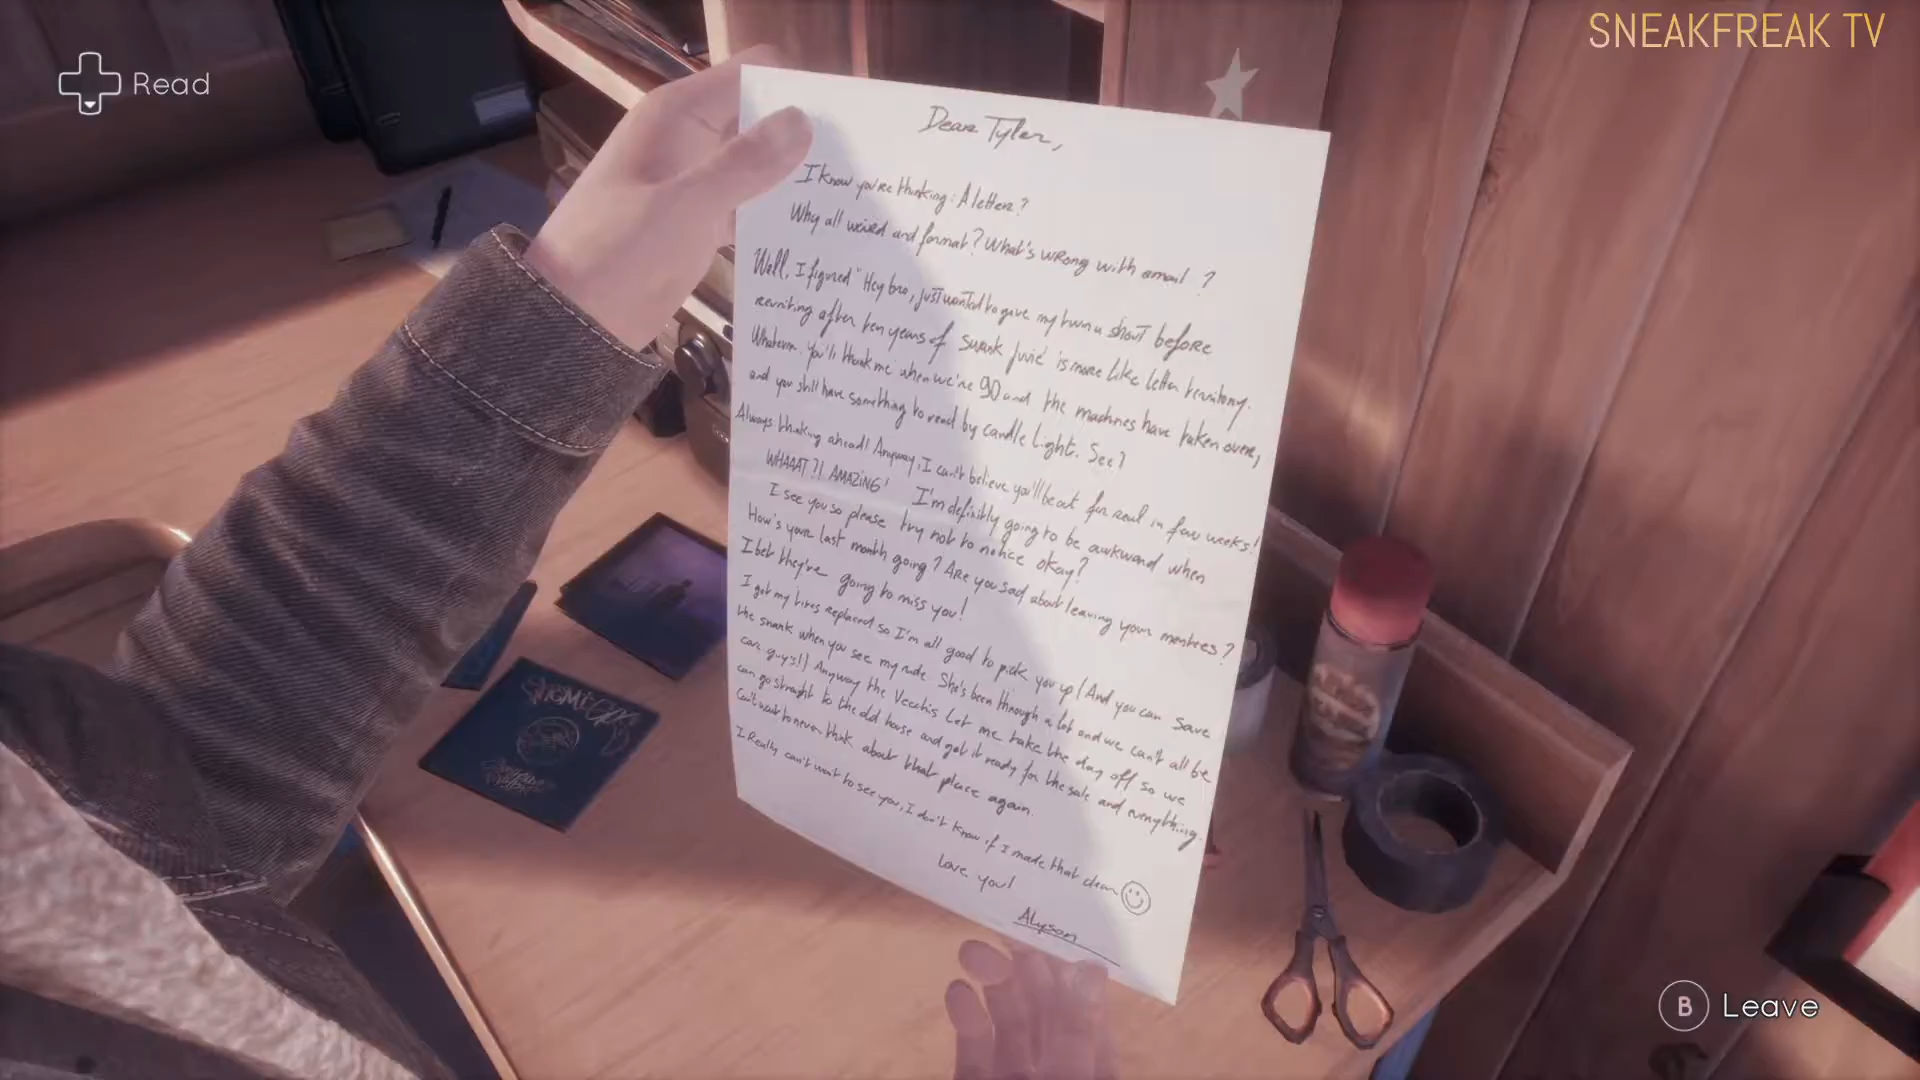 SNEAKFREAK TV
Read
Dear Tyler,
I know you're thinking: A letter?
Why all weird and format? What's wrong with email?
Well, I figured "Hey bro, just wanted to give my twin a shout before
reuniting after ten years of swank juvie' is more like letter territory.
Whatever. You'll thank me when we're 90 and the machines have taken over,
and you still have something to read by candle light. See?
Always thinking ahead! Anyway, I can't believe you'll be out for real in few weeks!
WHAAAT?!! AMAZING! I'm definitly going to be awkward when
I see you so please try not to notice okay?
How's your last month going? Are you sad about leaving your mentees?
I bet they're going to miss you!
I got my tires replaced so I'm all good to pick you up! (And you can save
the snark when you see my ride. She's been through a lot and we can't all be
car guys!) Anyway the Vecchis let me take the day off so we
can go straight to the old house and get it ready for the sale and everything.
Can't wait to never think about that place again.
I Really can't wait to see you, I don't know if I made that clear
Love you!
Alyson
B Leave